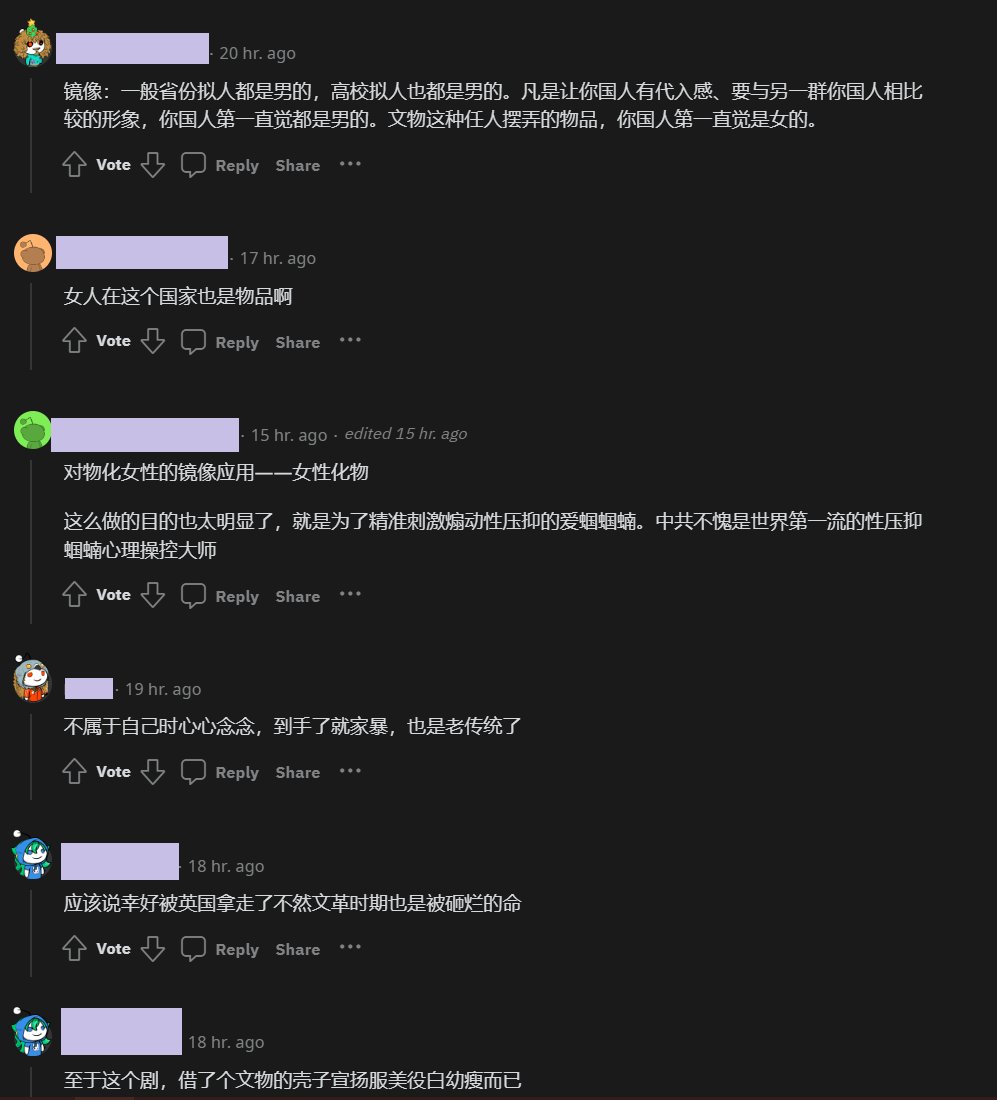 · 20 hr. ago
镜像：一般省份拟人都是男的，高校拟人也都是男的。凡是让你国人有代入感、要与另一群你国人相比
较的形象，你国人第一直觉都是男的。文物这种任人摆弄的物品，你国人第一直觉是女的。
Vote Reply Share ···
· 17 hr. ago
女人在这个国家也是物品啊
Vote Reply Share ···
· 15 hr. ago · edited 15 hr. ago
对物化女性的镜像应用——女性化物
这么做的目的也太明显了，就是为了精准刺激煽动性压抑的爱蝈蝈蝻。中共不愧是世界第一流的性压抑
蝈蝻心理操控大师
Vote Reply Share ···
· 19 hr. ago
不属于自己时心心念念，到手了就家暴，也是老传统了
Vote Reply Share ···
· 18 hr. ago
应该说幸好被英国拿走了不然文革时期也是被砸烂的命
Vote Reply Share ···
18 hr. ago
至于这个剧，借了个文物的壳子宣扬服美役白幼瘦而已